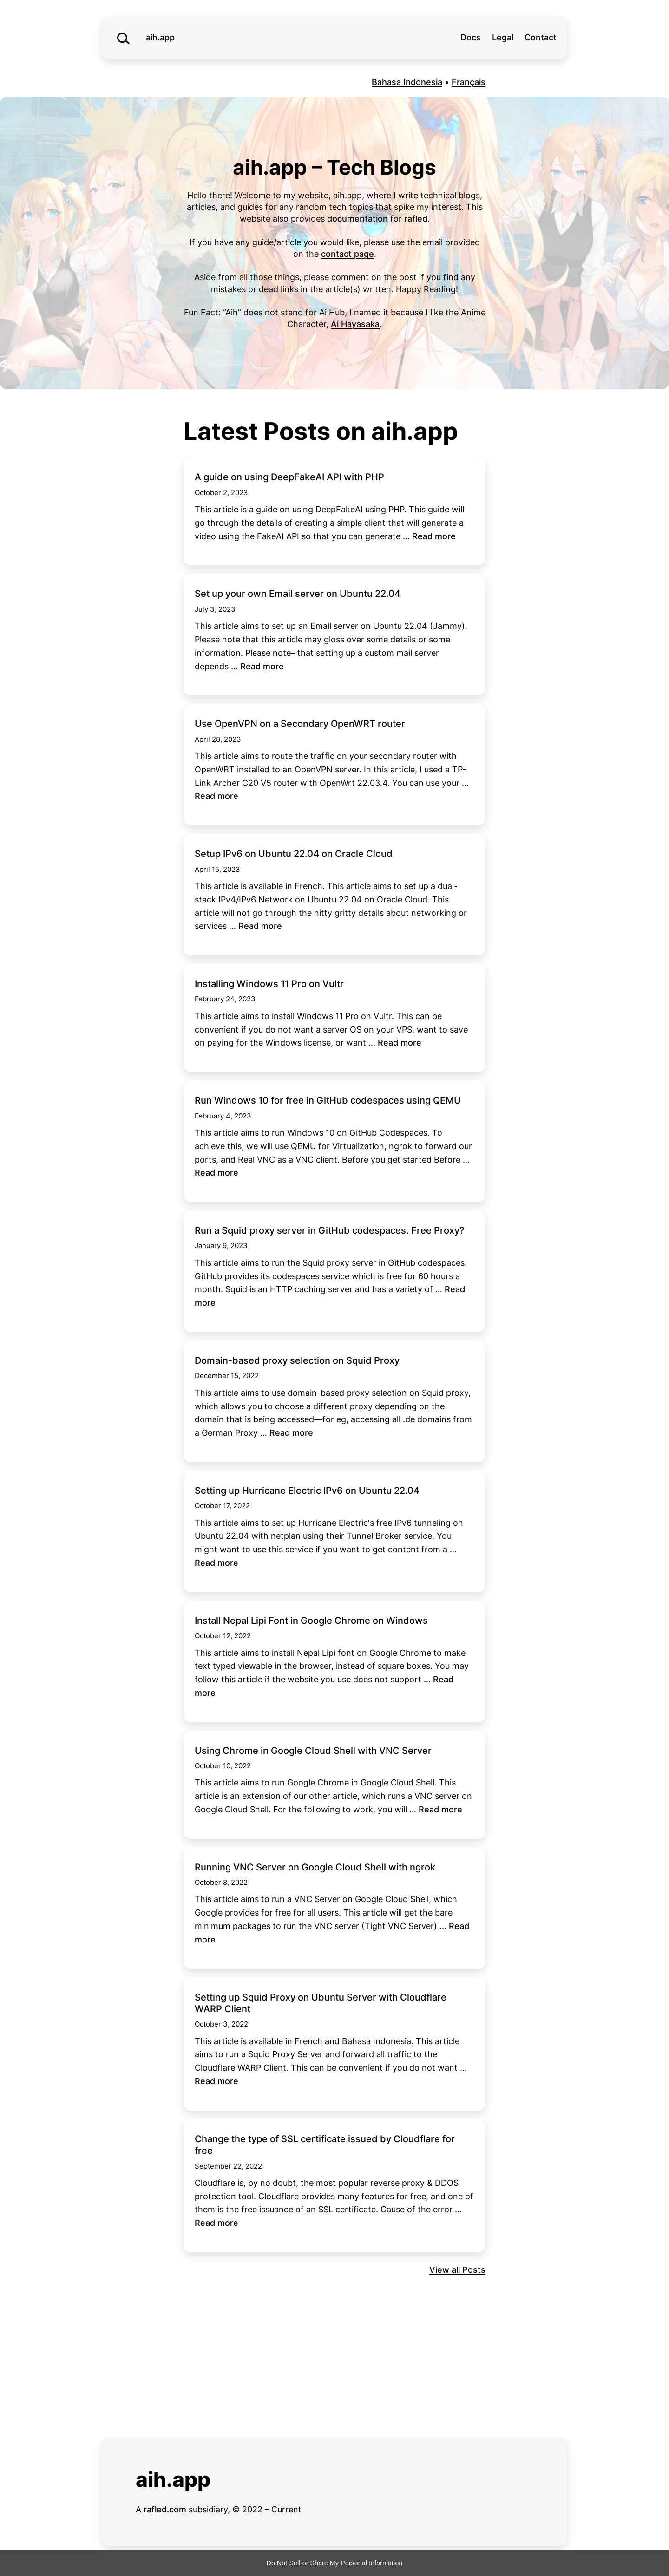 aih.app
Docs Legal Contact
Bahasa Indonesia • Français
aih.app – Tech Blogs
Hello there! Welcome to my website, aih.app, where I write technical blogs,
articles, and guides for any random tech topics that spike my interest. This
website also provides documentation for rafled.
If you have any guide/article you would like, please use the email provided
on the contact page.
Aside from all those things, please comment on the post if you find any
mistakes or dead links in the article(s) written. Happy Reading!
Fun Fact: “Aih” does not stand for Ai Hub, I named it because I like the Anime
Character, Ai Hayasaka.
Latest Posts on aih.app
A guide on using DeepFakeAI API with PHP
October 2, 2023
This article is a guide on using DeepFakeAI using PHP. This guide will
go through the details of creating a simple client that will generate a
video using the FakeAI API so that you can generate … Read more
Set up your own Email server on Ubuntu 22.04
July 3, 2023
This article aims to set up an Email server on Ubuntu 22.04 (Jammy).
Please note that this article may gloss over some details or some
information. Please note– that setting up a custom mail server
depends … Read more
Use OpenVPN on a Secondary OpenWRT router
April 28, 2023
This article aims to route the traffic on your secondary router with
OpenWRT installed to an OpenVPN server. In this article, I used a TP-
Link Archer C20 V5 router with OpenWrt 22.03.4. You can use your …
Read more
Setup IPv6 on Ubuntu 22.04 on Oracle Cloud
April 15, 2023
This article is available in French. This article aims to set up a dual-
stack IPv4/IPv6 Network on Ubuntu 22.04 on Oracle Cloud. This
article will not go through the nitty gritty details about networking or
services … Read more
Installing Windows 11 Pro on Vultr
February 24, 2023
This article aims to install Windows 11 Pro on Vultr. This can be
convenient if you do not want a server OS on your VPS, want to save
on paying for the Windows license, or want … Read more
Run Windows 10 for free in GitHub codespaces using QEMU
February 4, 2023
This article aims to run Windows 10 on GitHub Codespaces. To
achieve this, we will use QEMU for Virtualization, ngrok to forward our
ports, and Real VNC as a VNC client. Before you get started Before …
Read more
Run a Squid proxy server in GitHub codespaces. Free Proxy?
January 9, 2023
This article aims to run the Squid proxy server in GitHub codespaces.
GitHub provides its codespaces service which is free for 60 hours a
month. Squid is an HTTP caching server and has a variety of … Read
more
Domain-based proxy selection on Squid Proxy
December 15, 2022
This article aims to use domain-based proxy selection on Squid proxy,
which allows you to choose a different proxy depending on the
domain that is being accessed—for eg, accessing all .de domains from
a German Proxy … Read more
Setting up Hurricane Electric IPv6 on Ubuntu 22.04
October 17, 2022
This article aims to set up Hurricane Electric’s free IPv6 tunneling on
Ubuntu 22.04 with netplan using their Tunnel Broker service. You
might want to use this service if you want to get content from a …
Read more
Install Nepal Lipi Font in Google Chrome on Windows
October 12, 2022
This article aims to install Nepal Lipi font on Google Chrome to make
text typed viewable in the browser, instead of square boxes. You may
follow this article if the website you use does not support … Read
more
Using Chrome in Google Cloud Shell with VNC Server
October 10, 2022
This article aims to run Google Chrome in Google Cloud Shell. This
article is an extension of our other article, which runs a VNC server on
Google Cloud Shell. For the following to work, you will … Read more
Running VNC Server on Google Cloud Shell with ngrok
October 8, 2022
This article aims to run a VNC Server on Google Cloud Shell, which
Google provides for free for all users. This article will get the bare
minimum packages to run the VNC server (Tight VNC Server) … Read
more
Setting up Squid Proxy on Ubuntu Server with Cloudflare
WARP Client
October 3, 2022
This article is available in French and Bahasa Indonesia. This article
aims to run a Squid Proxy Server and forward all traffic to the
Cloudflare WARP Client. This can be convenient if you do not want …
Read more
Change the type of SSL certificate issued by Cloudflare for
free
September 22, 2022
Cloudflare is, by no doubt, the most popular reverse proxy & DDOS
protection tool. Cloudflare provides many features for free, and one of
them is the free issuance of an SSL certificate. Cause of the error …
Read more
View all Posts
aih.app
A rafled.com subsidiary, © 2022 – Current
Do Not Sell or Share My Personal Information